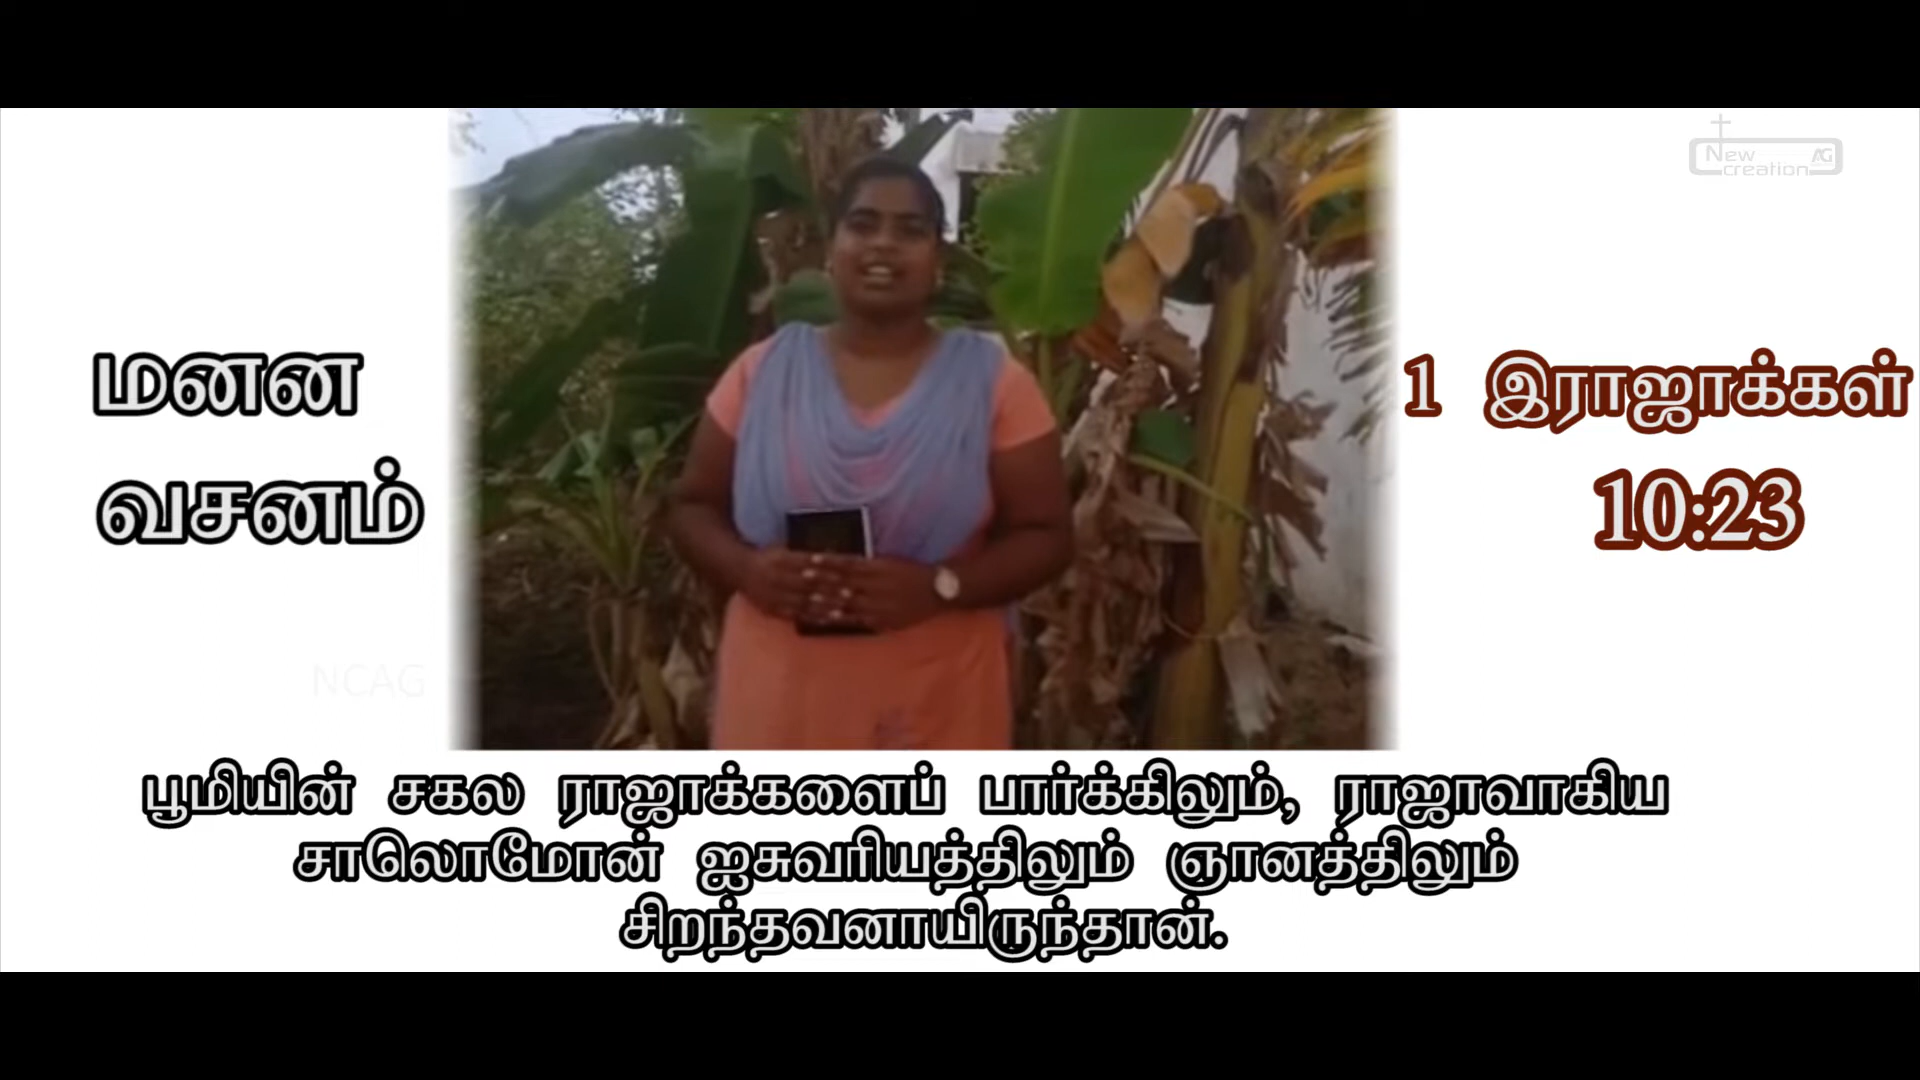 New
creation AG
மனன
வசனம்
1 இராஜாக்கள்
10:23
NCAG
பூமியின் சகல ராஜாக்களைப் பார்க்கிலும், ராஜாவாகிய
சாலொமோன் ஐசுவரியத்திலும் ஞானத்திலும்
சிறந்தவனாயிருந்தான்.